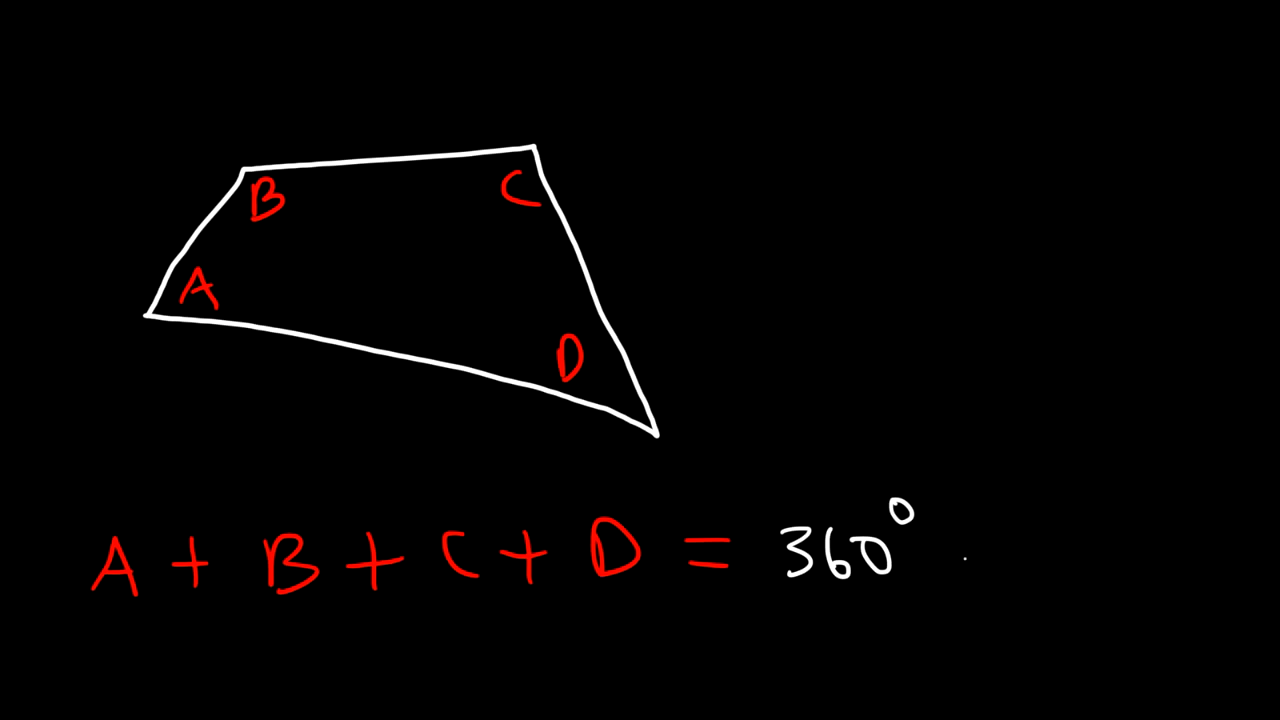 B C
A
D
A + B + C + D = 360°